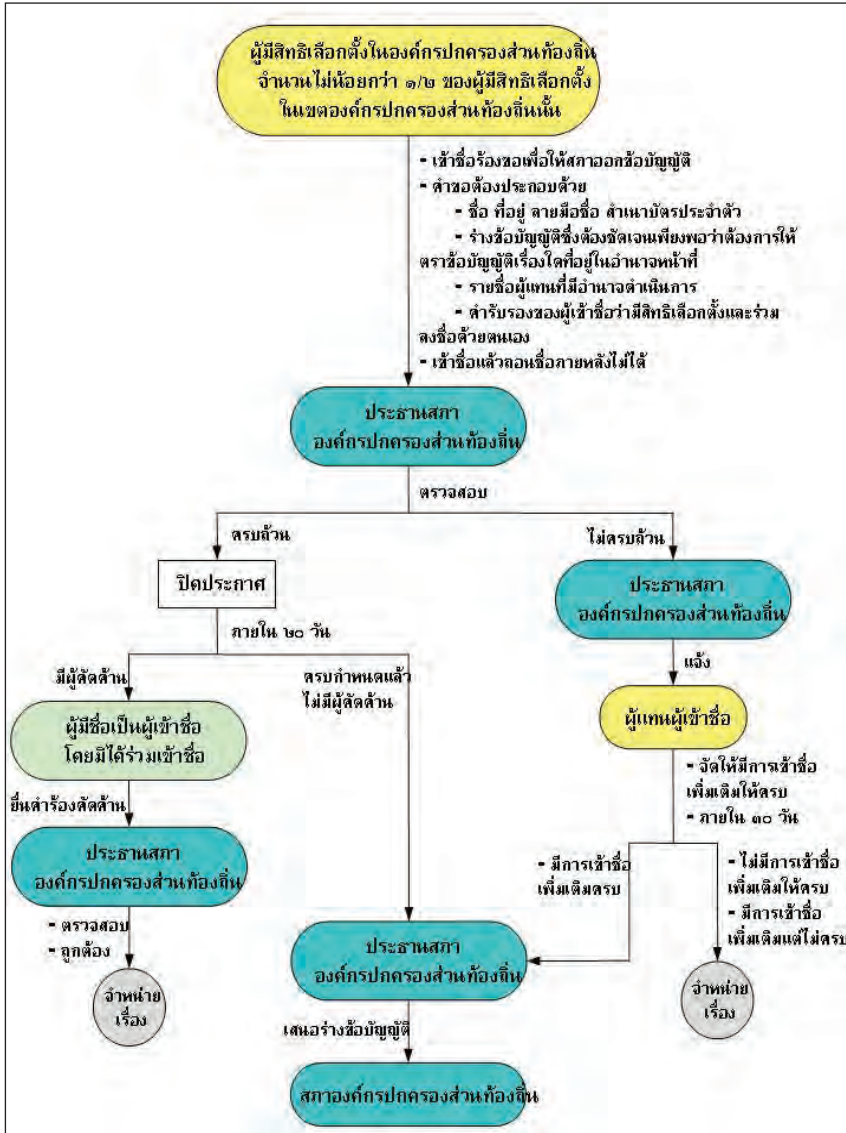 ผู้มีสิทธิเลือกตั้งในองค์กรปกครองส่วนท้องถิ่น
จำนวนไม่น้อยกว่า ๑/๒ ของผู้มีสิทธิเลือกตั้ง
ในเขตองค์กรปกครองส่วนท้องถิ่นนั้น
- เข้าชื่อร้องขอเพื่อให้สภาออกข้อบัญญัติ
- คำขอต้องประกอบด้วย
- ชื่อ ที่อยู่ ลายมือชื่อ สำเนาบัตรประจำตัว
- ร่างข้อบัญญัติซึ่งต้องชัดเจนเพียงพอว่าต้องการให้
ตราข้อบัญญัติเรื่องใดที่อยู่ในอำนาจหน้าที่
- รายชื่อผู้แทนที่มีอำนาจดำเนินการ
- คำรับรองของผู้เข้าชื่อว่ามีสิทธิเลือกตั้งและร่วม
ลงชื่อด้วยตนเอง
- เข้าชื่อแล้วถอนชื่อภายหลังไม่ได้
ประธานสภา
องค์กรปกครองส่วนท้องถิ่น
ตรวจสอบ
ครบถ้วน
ไม่ครบถ้วน
ปิดประกาศ
ประธานสภา
องค์กรปกครองส่วนท้องถิ่น
ภายใน ๒๐ วัน
แจ้ง
มีผู้คัดค้าน
ครบกำหนดแล้ว
ไม่มีผู้คัดค้าน
ผู้แทนผู้เข้าชื่อ
ผู้มีชื่อเป็นผู้เข้าชื่อ
โดยมิได้ร่วมเข้าชื่อ
- จัดให้มีการเข้าชื่อ
เพิ่มเติมให้ครบ
- ภายใน ๓๐ วัน
ยื่นคำร้องคัดค้าน
ประธานสภา
องค์กรปกครองส่วนท้องถิ่น
- มีการเข้าชื่อ
เพิ่มเติมครบ
- ไม่มีการเข้าชื่อ
เพิ่มเติมให้ครบ
- มีการเข้าชื่อ
เพิ่มเติมแต่ไม่ครบ
- ตรวจสอบ
- ถูกต้อง
ประธานสภา
องค์กรปกครองส่วนท้องถิ่น
จำหน่าย
เรื่อง
จำหน่าย
เรื่อง
เสนอร่างข้อบัญญัติ
สภาองค์กรปกครองส่วนท้องถิ่น